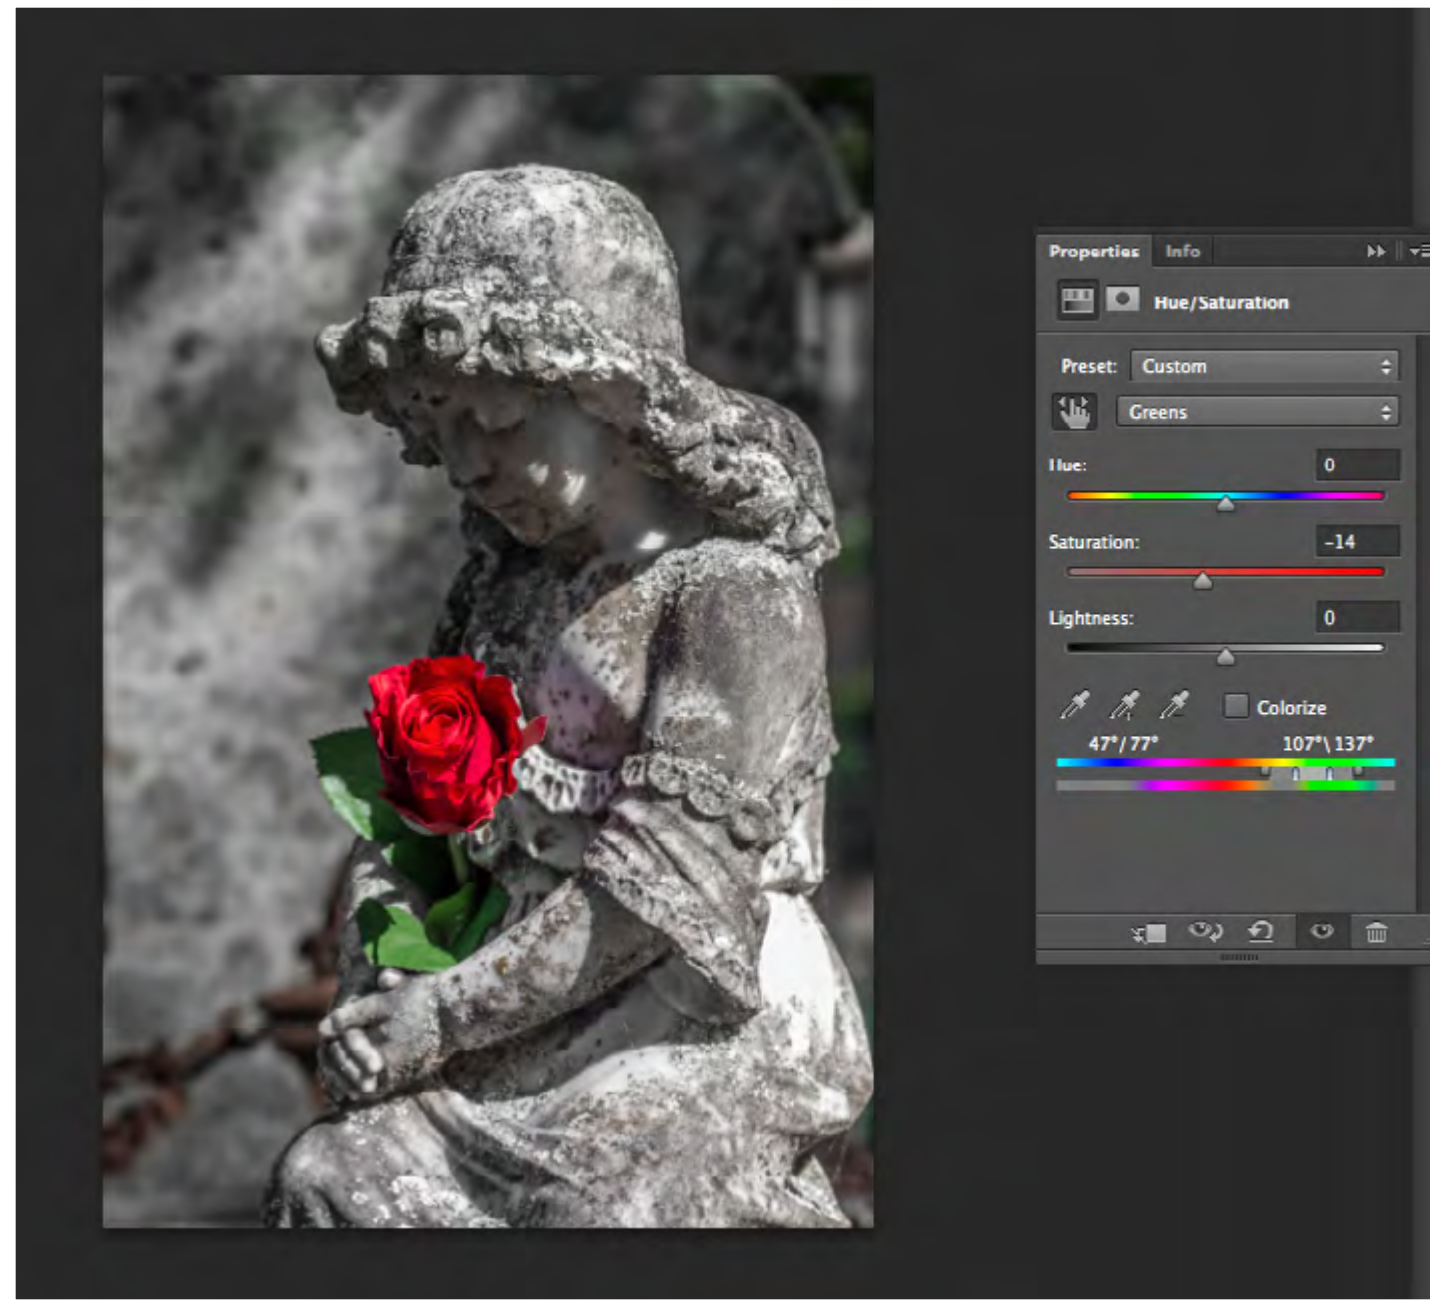 Properties Info
Hue/Saturation
Preset: Custom
Greens
Hue: 0
Saturation: -14
Lightness: 0
Colorize
47°/ 77° 107°\ 137°